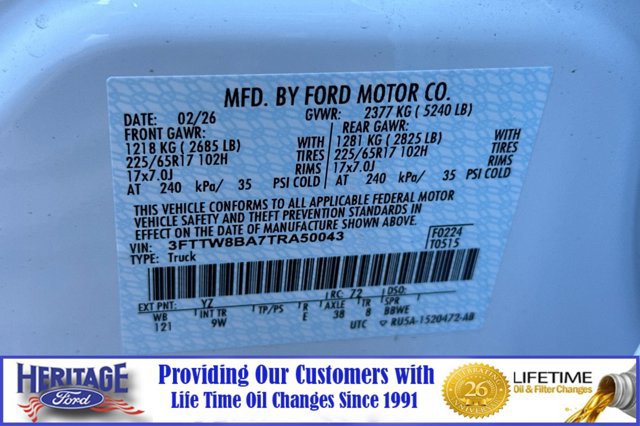 MFD. BY FORD MOTOR CO.
DATE: 02/26 GVWR: 2377 KG ( 5240 LB)
FRONT GAWR: REAR GAWR:
1218 KG ( 2685 LB) 1281 KG ( 2825 LB) WITH
225/65R17 102H TIRES 225/65R17 102H TIRES
17x7.0J RIMS 17x7.0J RIMS
AT 240 kPa/ 35 PSI COLD AT 240 kPa/ 35 PSI COLD
THIS VEHICLE CONFORMS TO ALL APPLICABLE FEDERAL MOTOR
VEHICLE SAFETY AND THEFT PREVENTION STANDARDS IN
EFFECT ON THE DATE OF MANUFACTURE SHOWN ABOVE.
VIN: 3FTTW8BA7TRA50043 F0224
TYPE: Truck T0515
EXT PNT: YZ RC: 72 DSO:
WB INT TR TP/PS R AXLE TR SPR
121 9W E 38 8 BBWE
UTC RU5A-1520472-AB
HERITAGE
Ford
Providing Our Customers with
Life Time Oil Changes Since 1991
26
LIFETIME
Oil & Filter Changes